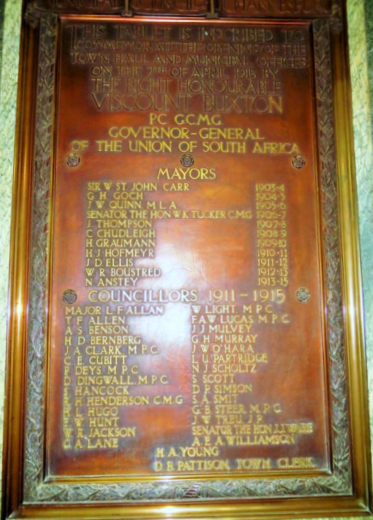 THIS TABLET IS INSCRIBED TO
COMMEMORATE THE OPENING OF THE
TOWN HALL AND MUNICIPAL OFFICES
ON THE OF APRIL 1915 BY
THE RIGHT HONOURABLE
VISCOUNT BUXTON
PC GCMG
GOVERNOR-GENERAL
OF THE UNION OF SOUTH AFRICA
MAYORS
SIR W ST JOHN CARR 1903-4
G H GOCH 1904-5
J W QUINN M.L.A. 1905-6
SENATOR THE HON W K TUCKER C.M.G 1906-7
J THOMPSON 1907-8
C CHUDLEIGH 1908-9
H GRAUMANN 1909-10
H J HOFMEYR 1910-11
J D ELLIS 1911-12
W R BOUSTRED 1912-13
N ANSTEY 1913-15
COUNCILLORS 1911-1915
MAJOR L F ALLAN W LIGHT. M.P.C.
T F ALLEN F A W LUCAS. M.P.C.
A S BENSON J J MULVEY
H D BERNBERG G H MURRAY
J A CLARK. M.P.C. J W O'HARA
C E CUBITT L U PARTRIDGE
F DEYS. M.P.C N J SCHOLTZ
D DINGWALL. M.P.C. S SCOTT
HANCOCK D P SIMSON
H HENDERSON C.M.G S A SMIT
L HUGO G B STEER. M.P.C.
W HUNT J W TREU. J.P.
W R JACKSON SENATOR THE HON J.J.WARE
G A LANE A E A WILLIAMSON
H A YOUNG
D B PATTISON, TOWN CLERK